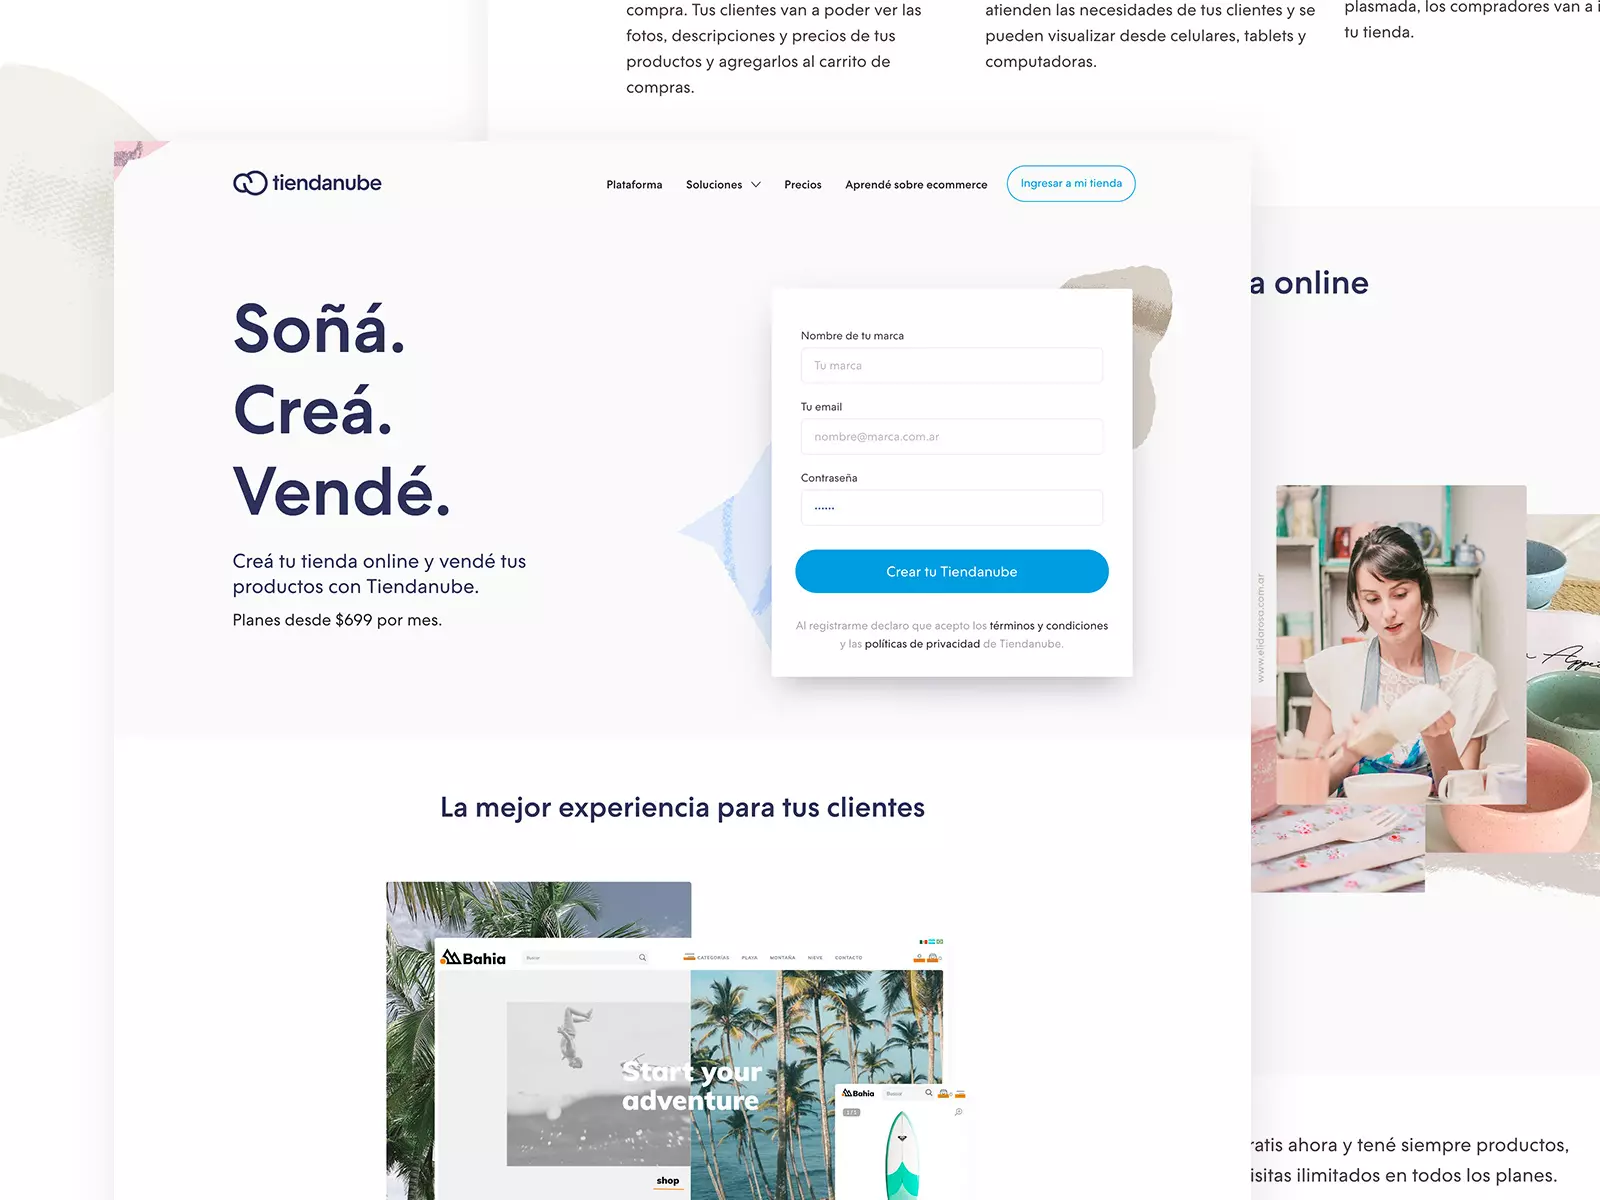 compra. Tus clientes van a poder ver las
fotos, descripciones y precios de tus
productos y agregarlos al carrito de
compras.
atienden las necesidades de tus clientes y se
pueden visualizar desde celulares, tablets y
computadoras.
plasmada, los compradores van a i
tu tienda.
tiendanube
Plataforma
Soluciones
Precios
Aprendé sobre ecommerce
Ingresar a mi tienda
Soñá.
Creá.
Vendé.
Creá tu tienda online y vendé tus
productos con Tiendanube.
Planes desde $699 por mes.
Nombre de tu marca
Tu marca
Tu email
nombre@marca.com.ar
Contraseña
Crear tu Tiendanube
Al registrarme declaro que acepto los términos y condiciones
y las políticas de privacidad de Tiendanube.
a online
www.elidarosa.com.ar
La mejor experiencia para tus clientes
Bahia
Buscar
CATEGORÍAS
PLAYA
MONTAÑA
NIEVE
CONTACTO
Start your
adventure
shop
Bahia
Buscar
1/1
ratis ahora y tené siempre productos,
isitas ilimitados en todos los planes.